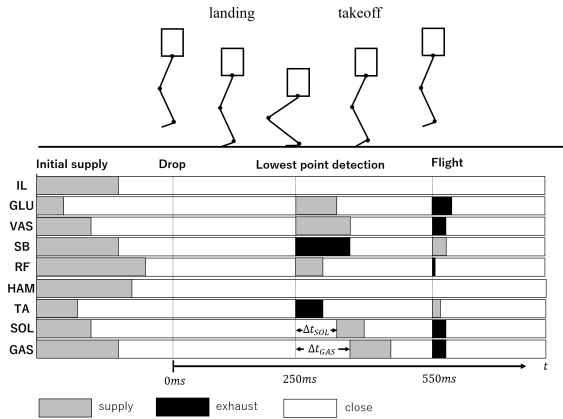 landing takeoff
Initial supply Drop Lowest point detection Flight
IL
GLU
VAS
SB
RF
HAM
TA
SOL Δt_SOL
GAS Δt_GAS
t
0ms 250ms 550ms
supply exhaust close